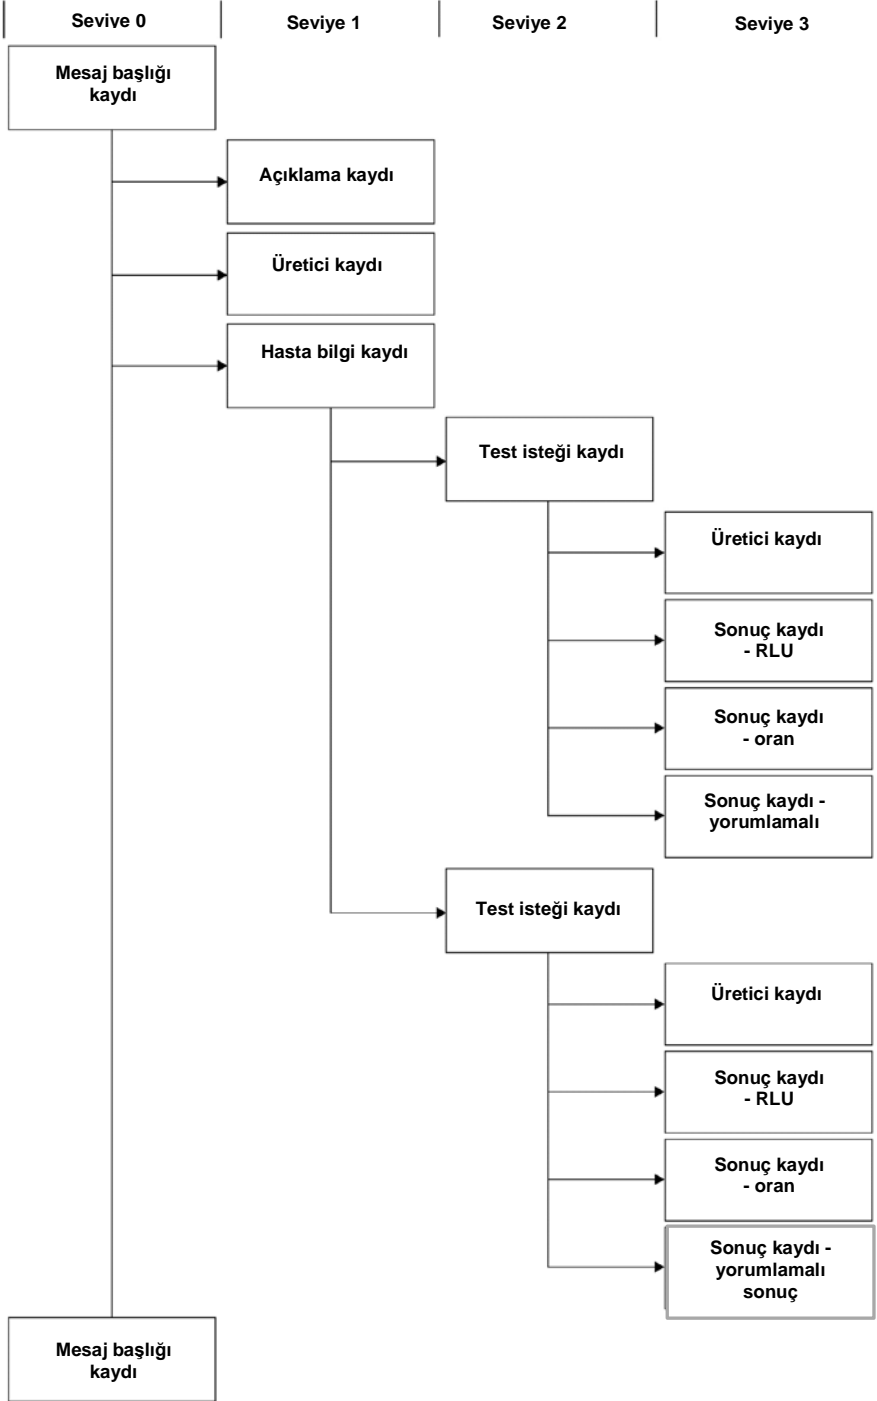 Seviye 0
Seviye 1
Seviye 2
Seviye 3
Mesaj başlığı
kaydı
Açıklama kaydı
Üretici kaydı
Hasta bilgi kaydı
Test isteği kaydı
Üretici kaydı
Sonuç kaydı
- RLU
Sonuç kaydı
- oran
Sonuç kaydı -
yorumlamalı
Test isteği kaydı
Üretici kaydı
Sonuç kaydı
- RLU
Sonuç kaydı
- oran
Sonuç kaydı -
yorumlamalı
sonuç
Mesaj başlığı
kaydı